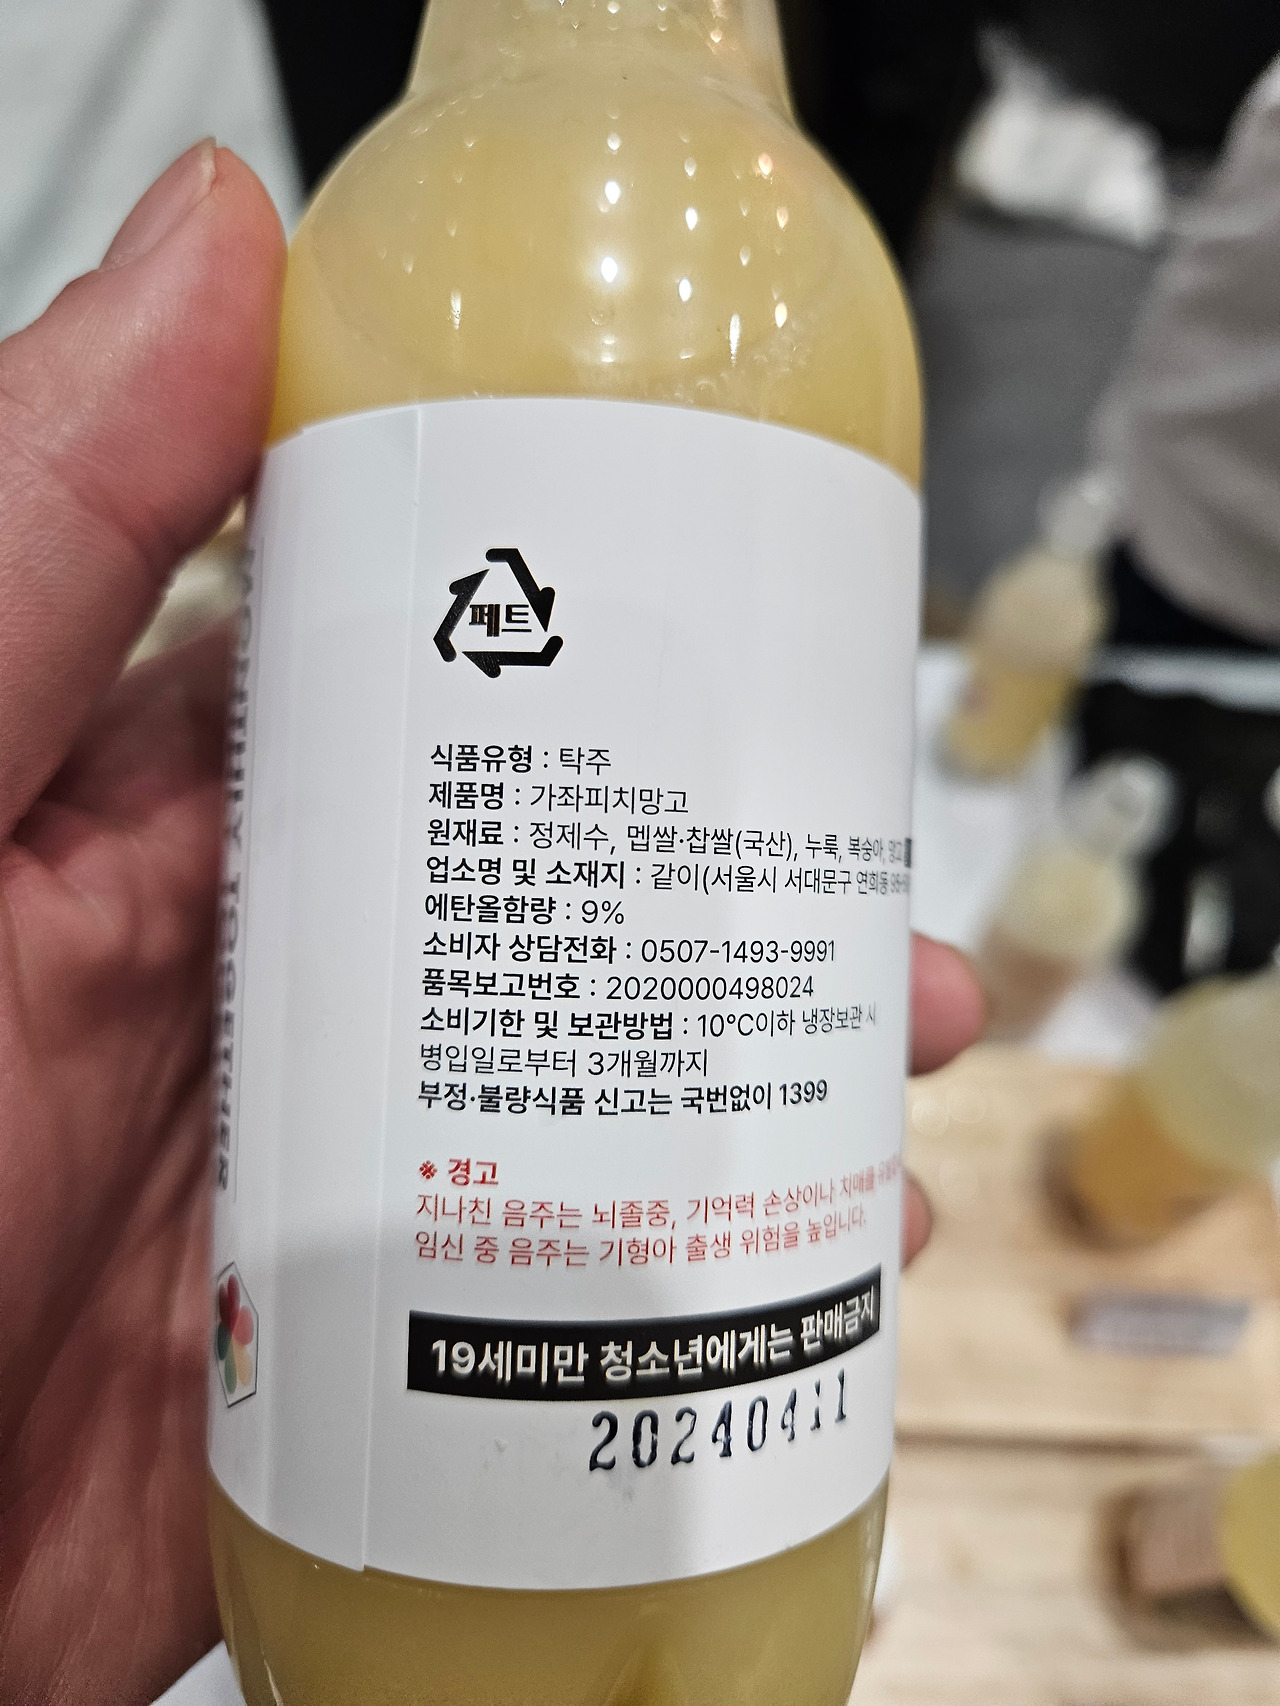 페트
식품유형 : 탁주
제품명 : 가좌피치망고
원재료 : 정제수, 멥쌀·찹쌀(국산), 누룩, 복숭아, 망고
업소명 및 소재지 : 같이(서울시 서대문구 연희동
에탄올함량 : 9%
소비자 상담전화 : 0507-1493-9991
품목보고번호 : 2020000498024
소비기한 및 보관방법 : 10℃이하 냉장보관 시
병입일로부터 3개월까지
부정·불량식품 신고는 국번없이 1399
※ 경고
지나친 음주는 뇌졸중, 기억력 손상이나 치매를
임신 중 음주는 기형아 출생 위험을 높입니다.
19세미만 청소년에게는 판매금지
20240411